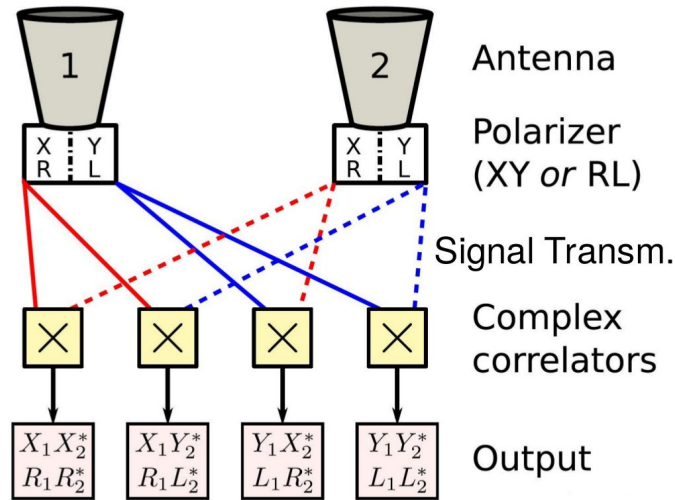 1 2 Antenna
X Y X Y Polarizer
R L R L (XY or RL)
Signal Transm.
× × × × Complex
correlators
X₁X₂* X₁Y₂* Y₁X₂* Y₁Y₂* Output
R₁R₂* R₁L₂* L₁R₂* L₁L₂*